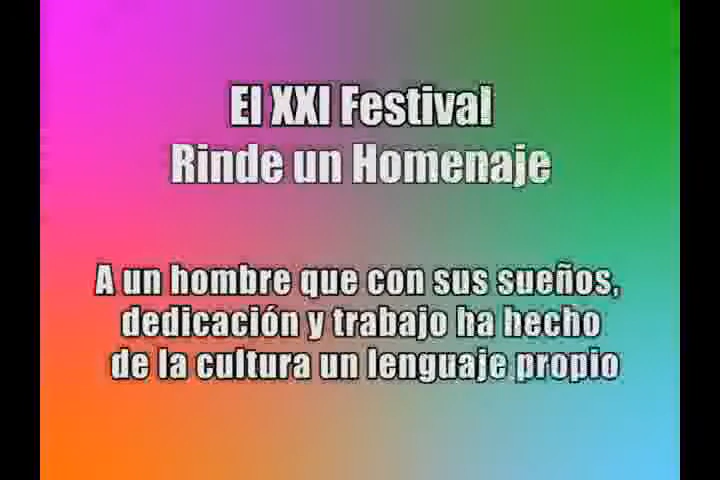 El XXI Festival
Rinde un Homenaje
A un hombre que con sus sueños,
dedicación y trabajo ha hecho
de la cultura un lenguaje propio